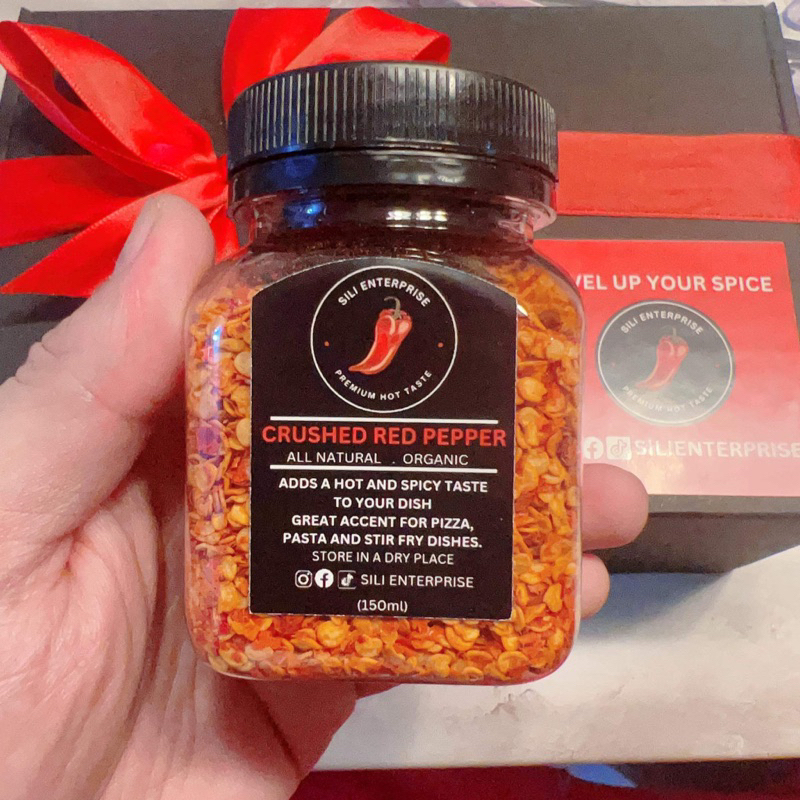 SILI ENTERPRISE
PREMIUM HOT TASTE
CRUSHED RED PEPPER
ALL NATURAL . ORGANIC
ADDS A HOT AND SPICY TASTE
TO YOUR DISH
GREAT ACCENT FOR PIZZA,
PASTA AND STIR FRY DISHES.
STORE IN A DRY PLACE
SILI ENTERPRISE
(150ml)
VEL UP YOUR SPICE
SILI ENTERPRISE
PREMIUM HOT TASTE
SILIENTERPRISE